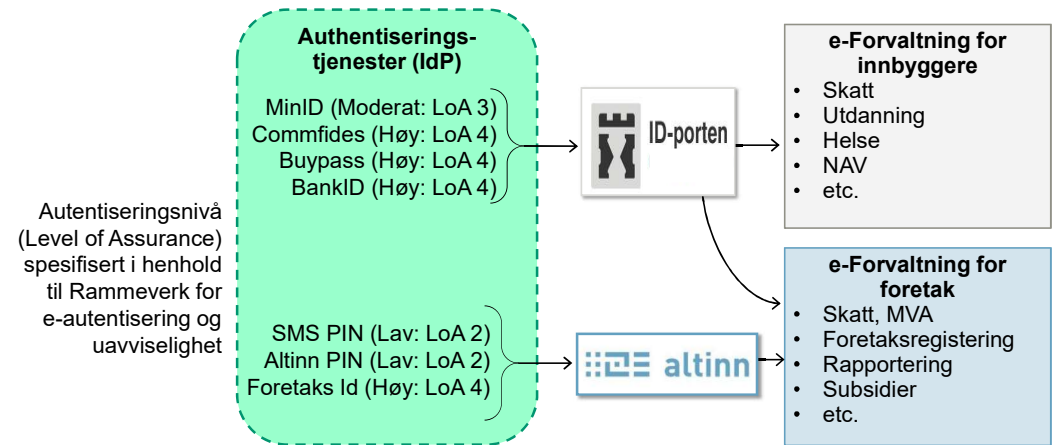 Autentiseringsnivå
(Level of Assurance)
spesifisert i henhold
til Rammeverk for
e-autentisering og
uavviselighet
Authentiserings-
tjenester (IdP)
MinID (Moderat: LoA 3)
Commfides (Høy: LoA 4)
Buypass (Høy: LoA 4)
BankID (Høy: LoA 4)
SMS PIN (Lav: LoA 2)
Altinn PIN (Lav: LoA 2)
Foretaks Id (Høy: LoA 4)
ID-porten
altinn
e-Forvaltning for
innbyggere
• Skatt
• Utdanning
• Helse
• NAV
• etc.
e-Forvaltning for
foretak
• Skatt, MVA
• Foretaksregistering
• Rapportering
• Subsidier
• etc.